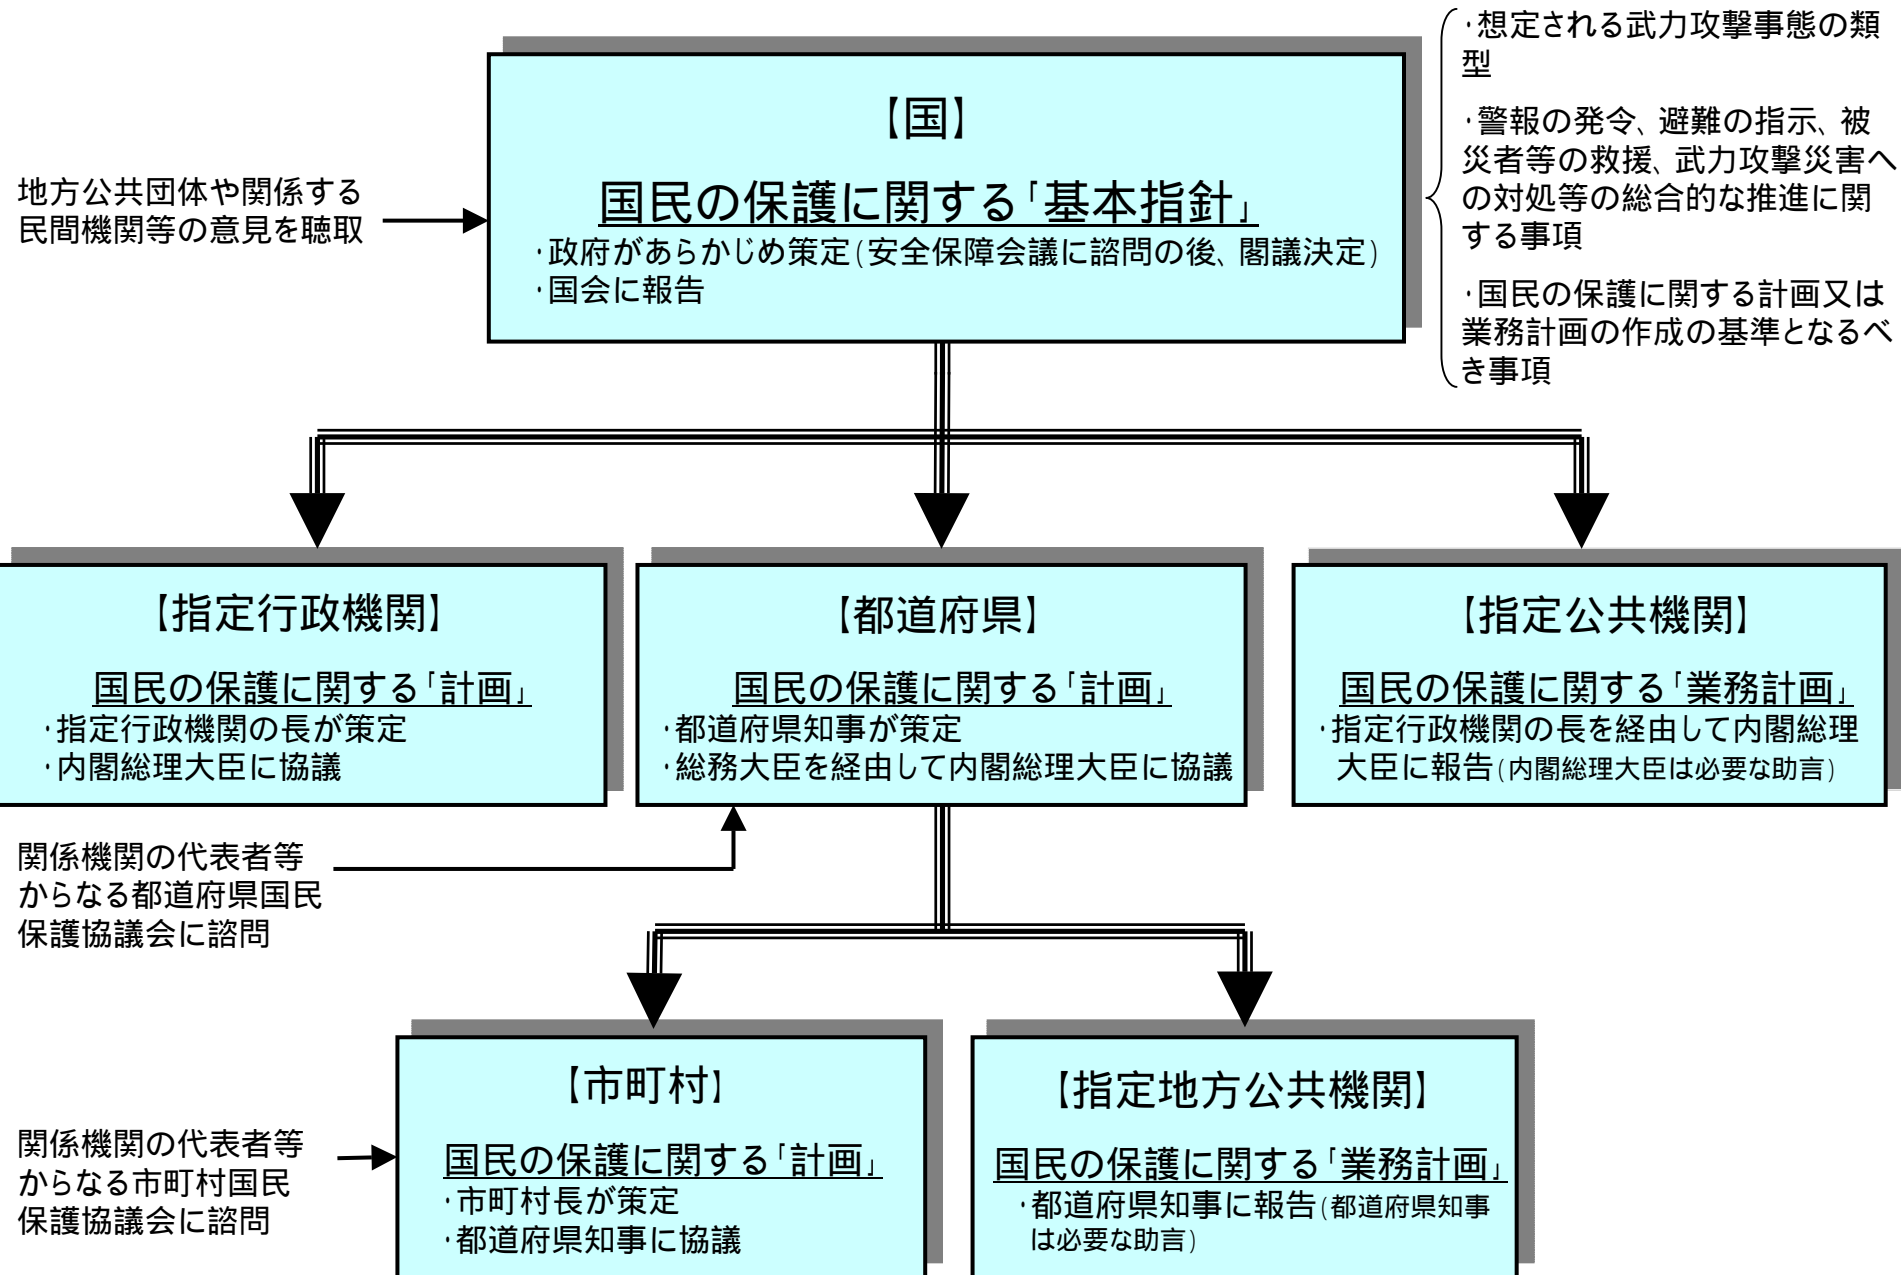 【国】
国民の保護に関する｢基本指針｣
･政府があらかじめ策定(安全保障会議に諮問の後、閣議決定)
･国会に報告
地方公共団体や関係する
民間機関等の意見を聴取
･想定される武力攻撃事態の類
型
･警報の発令、避難の指示、被
災者等の救援、武力攻撃災害へ
の対処等の総合的な推進に関
する事項
･国民の保護に関する計画又は
業務計画の作成の基準となるべ
き事項
【指定行政機関】
国民の保護に関する｢計画｣
･指定行政機関の長が策定
･内閣総理大臣に協議
【都道府県】
国民の保護に関する｢計画｣
･都道府県知事が策定
･総務大臣を経由して内閣総理大臣に協議
【指定公共機関】
国民の保護に関する｢業務計画｣
･指定行政機関の長を経由して内閣総理
大臣に報告(内閣総理大臣は必要な助言)
関係機関の代表者等
からなる都道府県国民
保護協議会に諮問
【市町村】
国民の保護に関する｢計画｣
･市町村長が策定
･都道府県知事に協議
【指定地方公共機関】
国民の保護に関する｢業務計画｣
･都道府県知事に報告(都道府県知事
は必要な助言)
関係機関の代表者等
からなる市町村国民
保護協議会に諮問